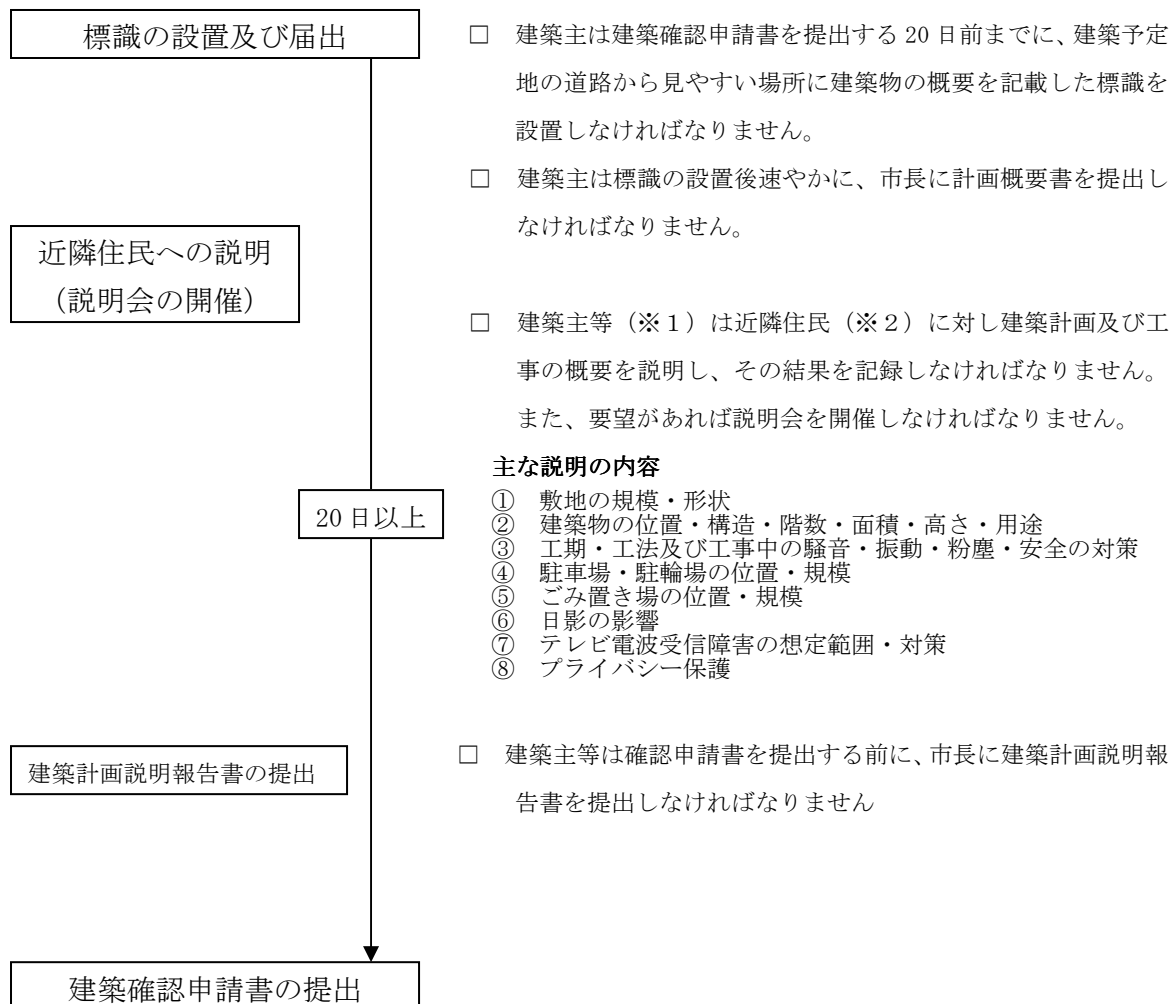 標識の設置及び届出
□　建築主は建築確認申請書を提出する 20 日前までに、建築予定
地の道路から見やすい場所に建築物の概要を記載した標識を
設置しなければなりません。
□　建築主は標識の設置後速やかに、市長に計画概要書を提出し
なければなりません。
近隣住民への説明
（説明会の開催）
□　建築主等（※１）は近隣住民（※２）に対し建築計画及び工
事の概要を説明し、その結果を記録しなければなりません。
また、要望があれば説明会を開催しなければなりません。
主な説明の内容
①　敷地の規模・形状
②　建築物の位置・構造・階数・面積・高さ・用途
③　工期・工法及び工事中の騒音・振動・粉塵・安全の対策
④　駐車場・駐輪場の位置・規模
⑤　ごみ置き場の位置・規模
⑥　日影の影響
⑦　テレビ電波受信障害の想定範囲・対策
⑧　プライバシー保護
20 日以上
建築計画説明報告書の提出
□　建築主等は確認申請書を提出する前に、市長に建築計画説明報
告書を提出しなければなりません
建築確認申請書の提出